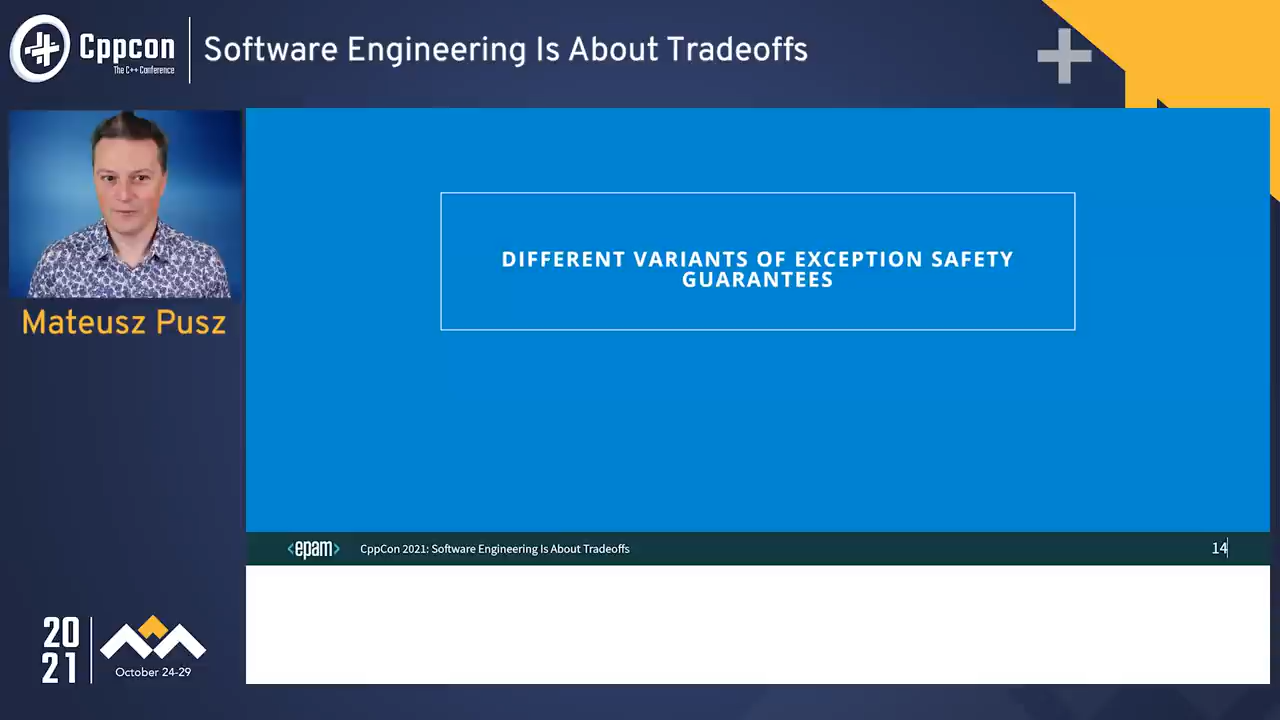 Cppcon
The C++ Conference
Software Engineering Is About Tradeoffs
Mateusz Pusz
DIFFERENT VARIANTS OF EXCEPTION SAFETY
GUARANTEES
<epam>
CppCon 2021: Software Engineering Is About Tradeoffs
14
20
21
October 24-29